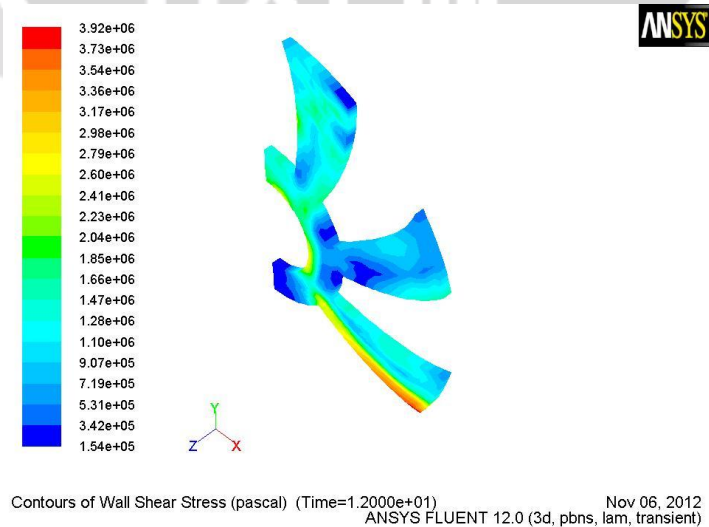 ANSYS
3.92e+06
3.73e+06
3.54e+06
3.36e+06
3.17e+06
2.98e+06
2.79e+06
2.60e+06
2.41e+06
2.23e+06
2.04e+06
1.85e+06
1.66e+06
1.47e+06
1.28e+06
1.10e+06
9.07e+05
7.19e+05
5.31e+05
3.42e+05
1.54e+05
Y
Z X
Contours of Wall Shear Stress (pascal) (Time=1.2000e+01) Nov 06, 2012
ANSYS FLUENT 12.0 (3d, pbns, lam, transient)